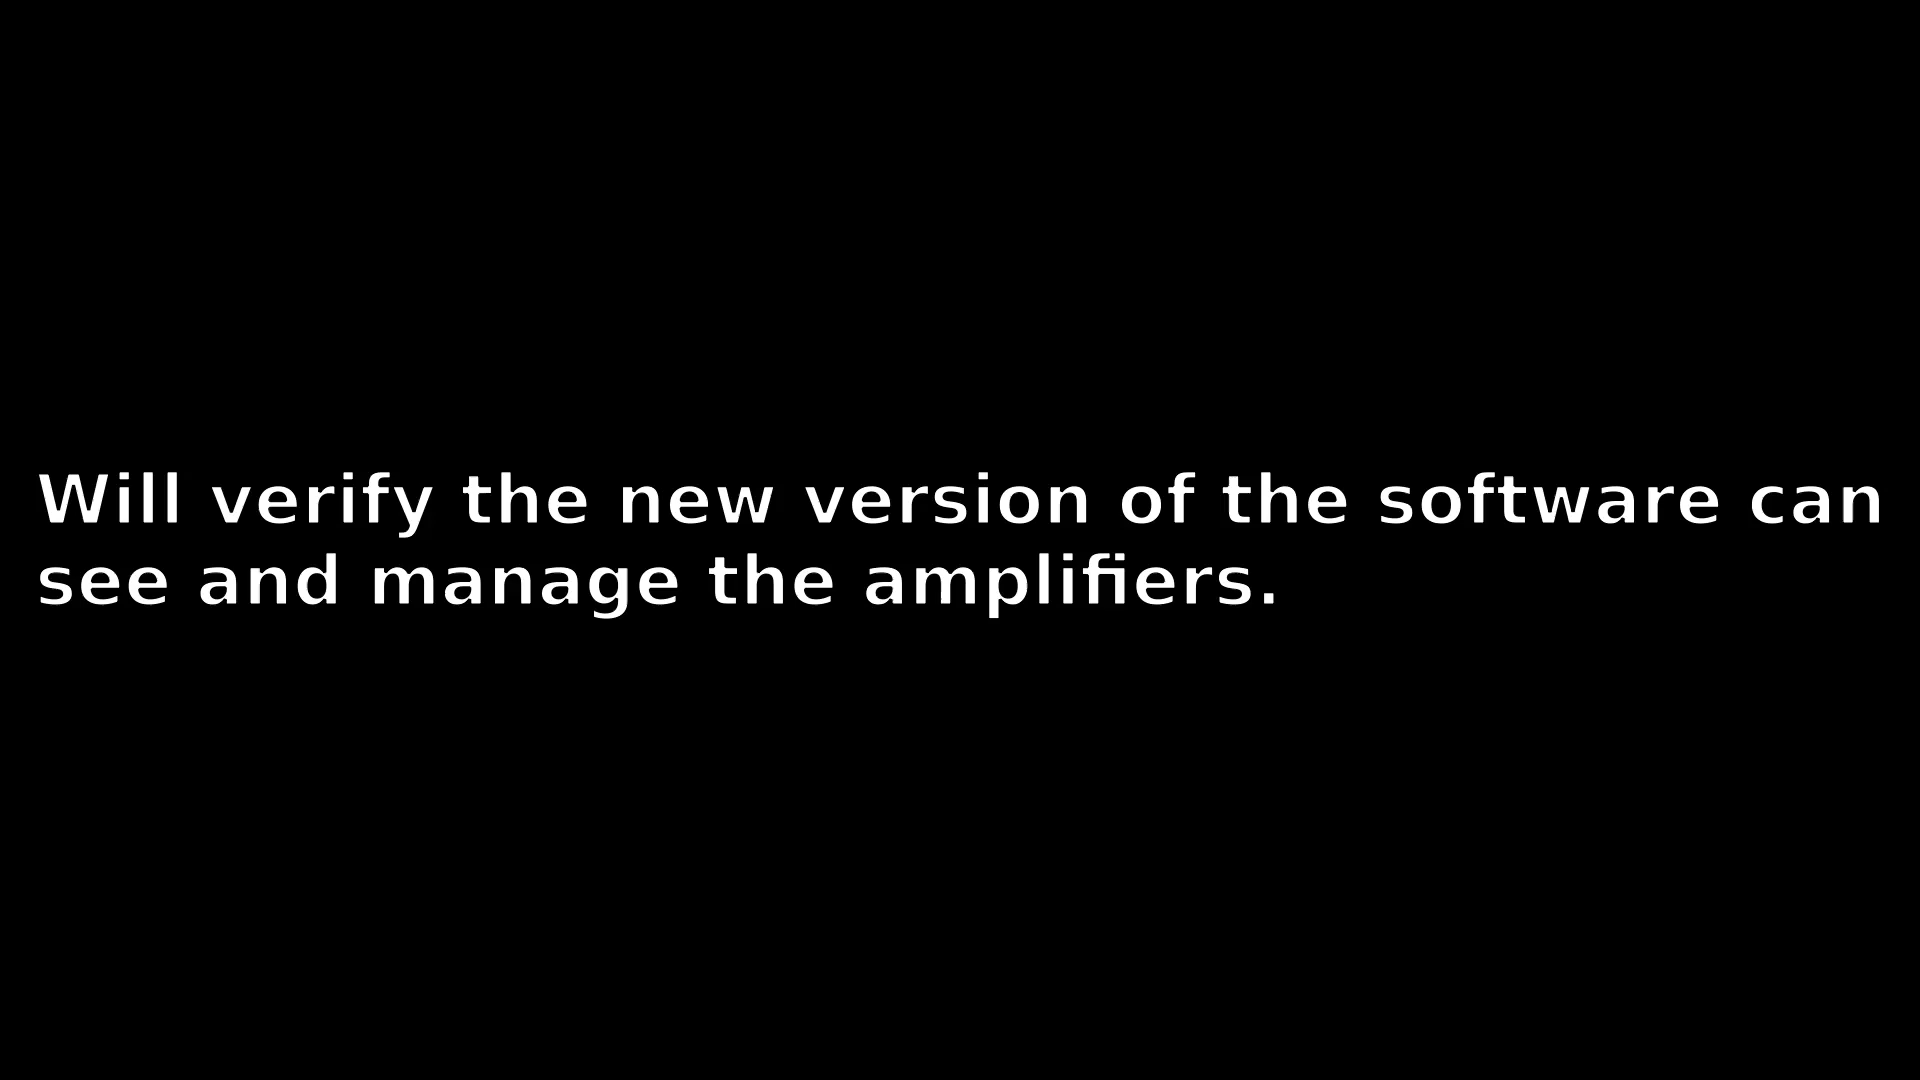 Will verify the new version of the software can
see and manage the amplifiers.